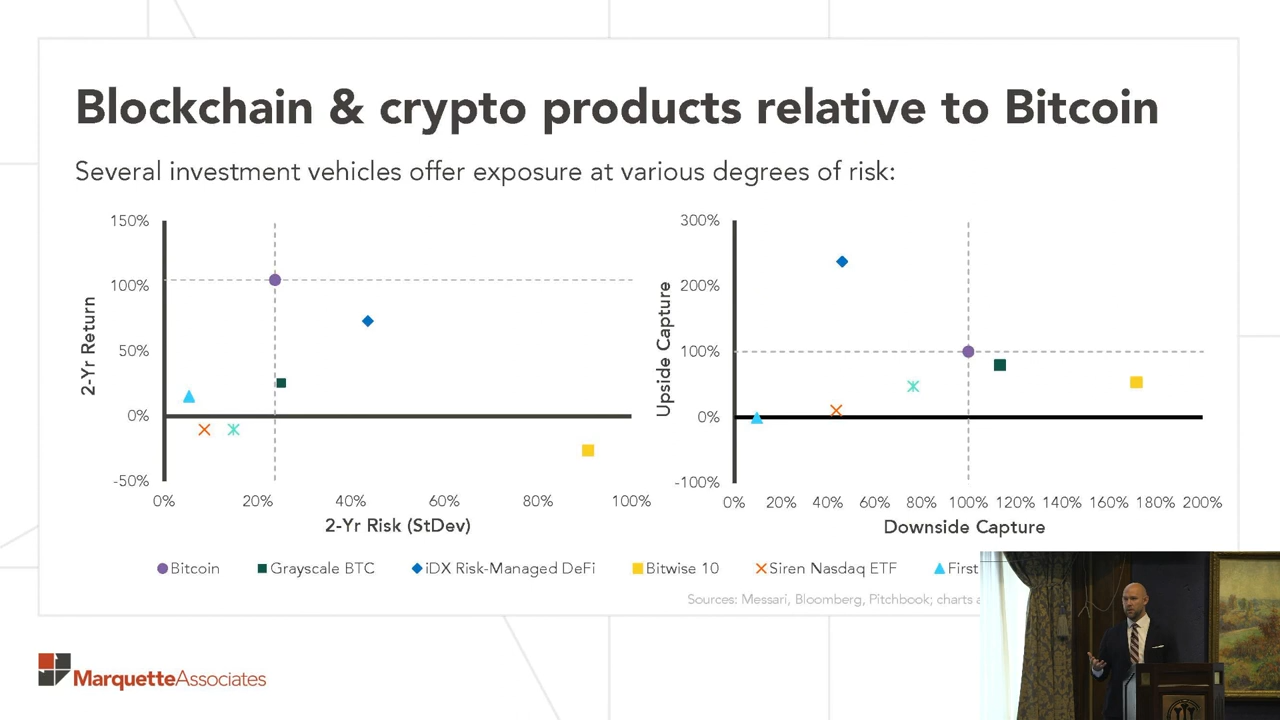 Blockchain & crypto products relative to Bitcoin
Several investment vehicles offer exposure at various degrees of risk:
150%
100%
50%
0%
-50%
2-Yr Return
0% 20% 40% 60% 80% 100%
2-Yr Risk (StDev)
300%
200%
100%
0%
-100%
Upside Capture
0% 20% 40% 60% 80% 100% 120% 140% 160% 180% 200%
Downside Capture
Bitcoin Grayscale BTC iDX Risk-Managed DeFi Bitwise 10 Siren Nasdaq ETF First
Sources: Messari, Bloomberg, Pitchbook; charts
MarquetteAssociates